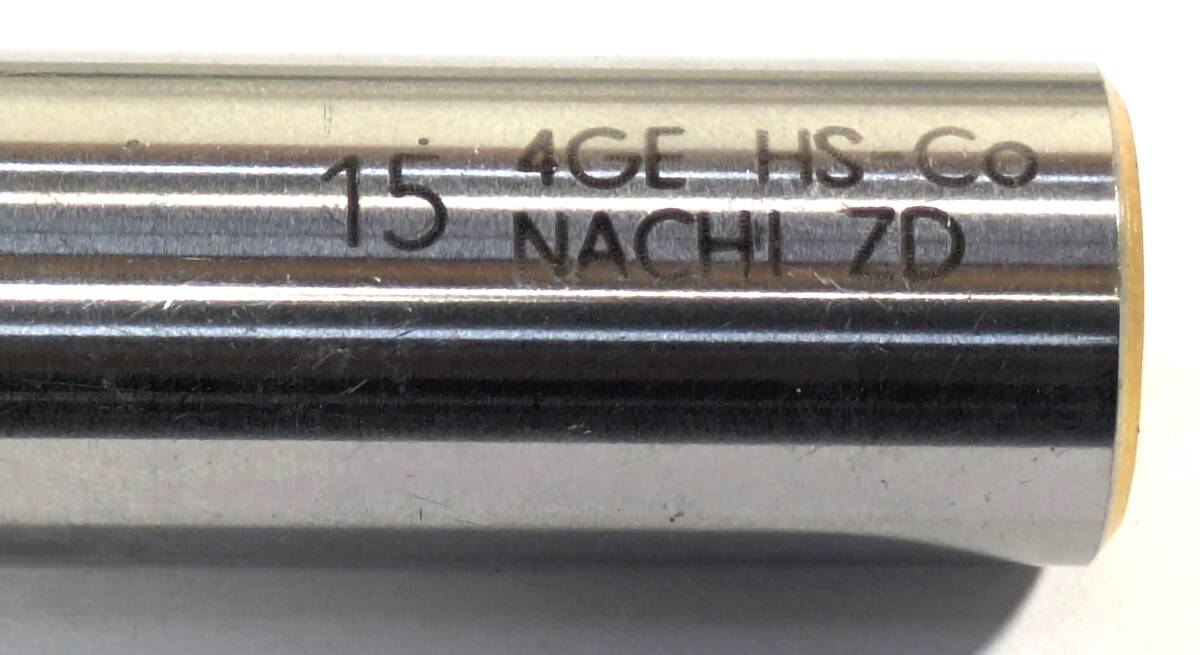 15
4GE HS-Co
NACHI ZD